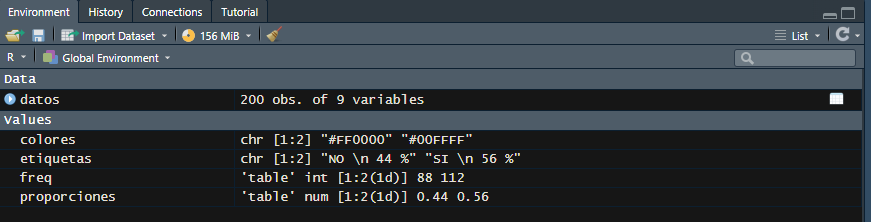 Environment History Connections Tutorial
Import Dataset 156 MiB List
R Global Environment
Data
datos 200 obs. of 9 variables
Values
colores chr [1:2] "#FF0000" "#00FFFF"
etiquetas chr [1:2] "NO \n 44 %" "SI \n 56 %"
freq 'table' int [1:2(1d)] 88 112
proporciones 'table' num [1:2(1d)] 0.44 0.56